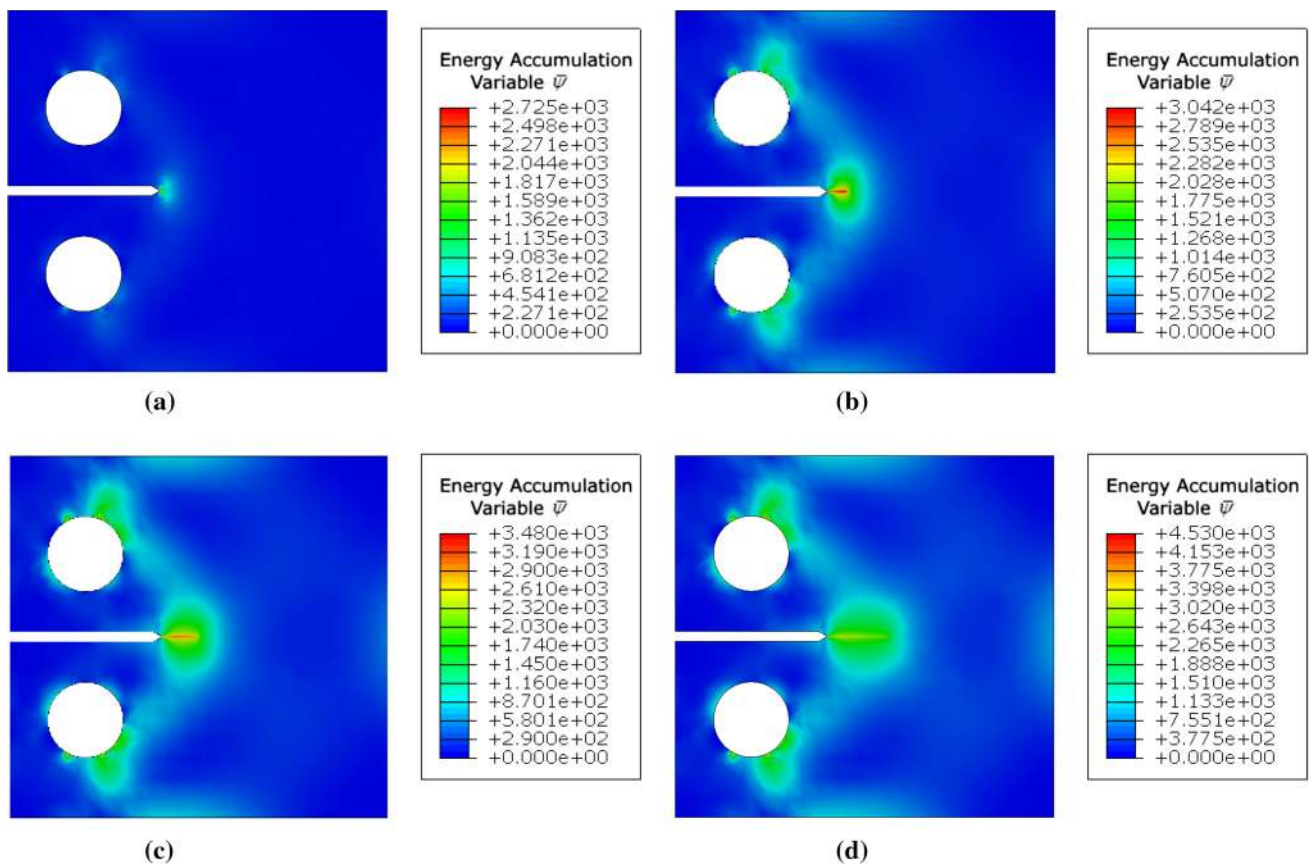 Energy Accumulation
Variable ψ̅
+2.725e+03
+2.498e+03
+2.271e+03
+2.044e+03
+1.817e+03
+1.589e+03
+1.362e+03
+1.135e+03
+9.083e+02
+6.812e+02
+4.541e+02
+2.271e+02
+0.000e+00
(a)
Energy Accumulation
Variable ψ̅
+3.042e+03
+2.789e+03
+2.535e+03
+2.282e+03
+2.028e+03
+1.775e+03
+1.521e+03
+1.268e+03
+1.014e+03
+7.605e+02
+5.070e+02
+2.535e+02
+0.000e+00
(b)
Energy Accumulation
Variable ψ̅
+3.480e+03
+3.190e+03
+2.900e+03
+2.610e+03
+2.320e+03
+2.030e+03
+1.740e+03
+1.450e+03
+1.160e+03
+8.701e+02
+5.801e+02
+2.900e+02
+0.000e+00
(c)
Energy Accumulation
Variable ψ̅
+4.530e+03
+4.153e+03
+3.775e+03
+3.398e+03
+3.020e+03
+2.643e+03
+2.265e+03
+1.888e+03
+1.510e+03
+1.133e+03
+7.551e+02
+3.775e+02
+0.000e+00
(d)